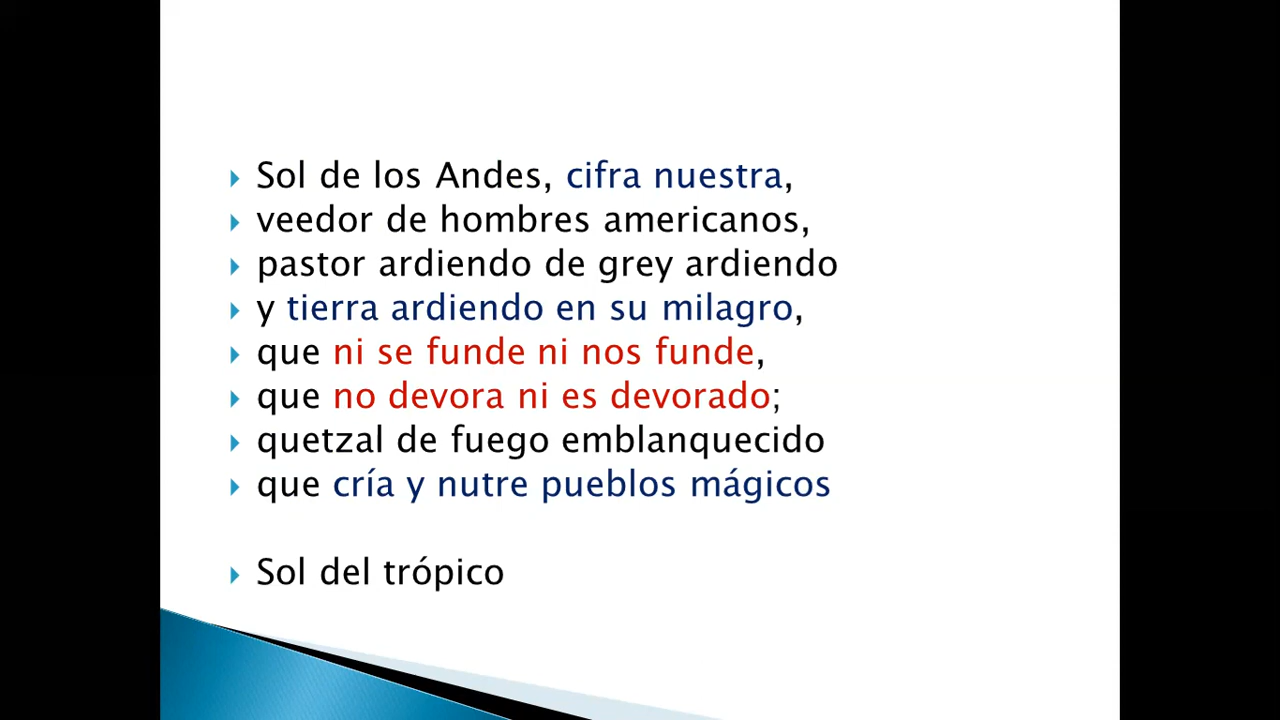 Sol de los Andes, cifra nuestra,
veedor de hombres americanos,
pastor ardiendo de grey ardiendo
y tierra ardiendo en su milagro,
que ni se funde ni nos funde,
que no devora ni es devorado;
quetzal de fuego emblanquecido
que cría y nutre pueblos mágicos
Sol del trópico